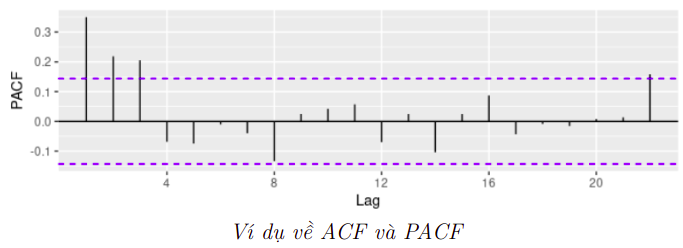 PACF
0.3
0.2
0.1
0.0
-0.1
4 8 12 16 20
Lag
Ví dụ về ACF và PACF